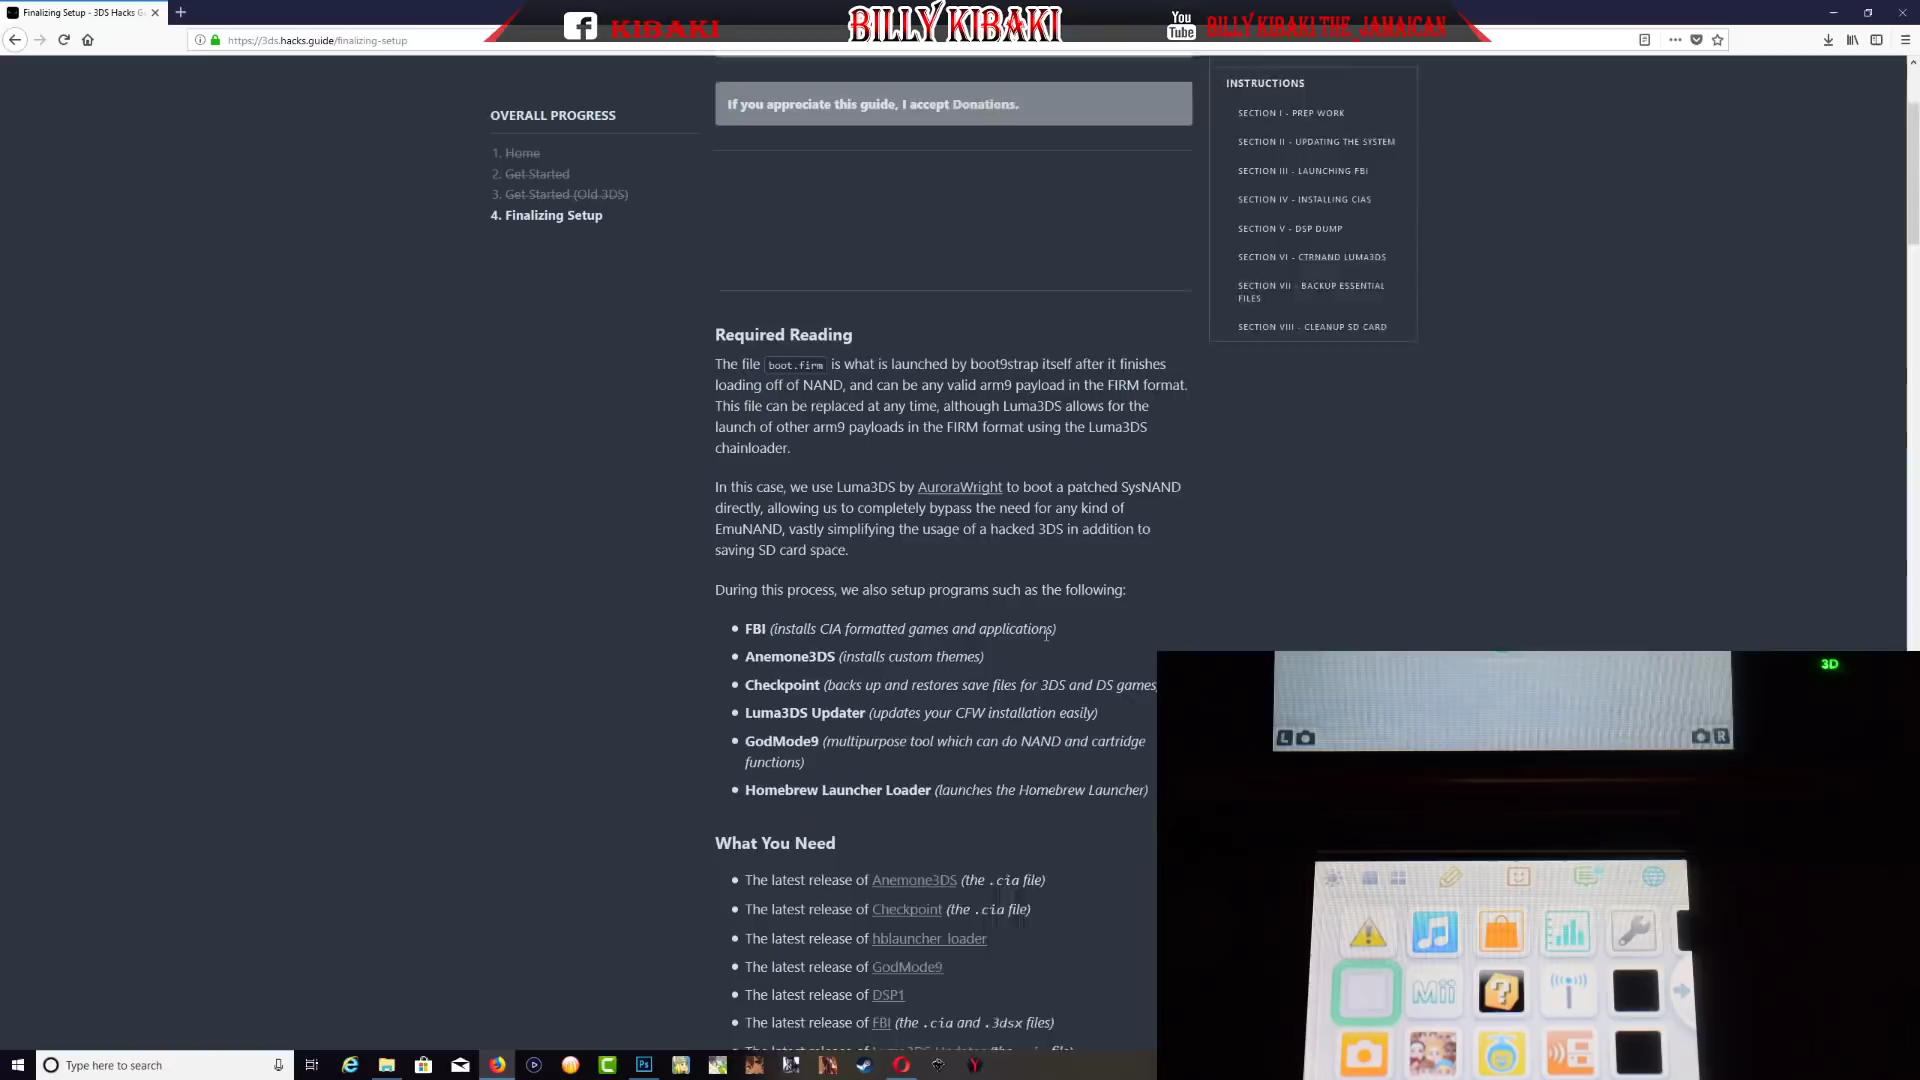 Finalizing Setup - 3DS Hacks G
https://3ds.hacks.guide/finalizing-setup
KIBAKI
BILLY KIBAKI
You
Tube
BILLY KIBAKI THE_JAMAICAN
If you appreciate this guide, I accept Donations.
OVERALL PROGRESS
1. Home
2. Get Started
3. Get Started (Old 3DS)
4. Finalizing Setup
INSTRUCTIONS
SECTION I - PREP WORK
SECTION II - UPDATING THE SYSTEM
SECTION III - LAUNCHING FBI
SECTION IV - INSTALLING CIAS
SECTION V - DSP DUMP
SECTION VI - CTRNAND LUMA3DS
SECTION VII - BACKUP ESSENTIAL
FILES
SECTION VIII - CLEANUP SD CARD
Required Reading
The file boot.firm is what is launched by boot9strap itself after it finishes
loading off of NAND, and can be any valid arm9 payload in the FIRM format.
This file can be replaced at any time, although Luma3DS allows for the
launch of other arm9 payloads in the FIRM format using the Luma3DS
chainloader.
In this case, we use Luma3DS by AuroraWright to boot a patched SysNAND
directly, allowing us to completely bypass the need for any kind of
EmuNAND, vastly simplifying the usage of a hacked 3DS in addition to
saving SD card space.
During this process, we also setup programs such as the following:
FBI (installs CIA formatted games and applications)
Anemone3DS (installs custom themes)
Checkpoint (backs up and restores save files for 3DS and DS games
Luma3DS Updater (updates your CFW installation easily)
GodMode9 (multipurpose tool which can do NAND and cartridge
functions)
Homebrew Launcher Loader (launches the Homebrew Launcher)
What You Need
The latest release of Anemone3DS (the .cia file)
The latest release of Checkpoint (the .cia file)
The latest release of hblauncher_loader
The latest release of GodMode9
The latest release of DSP1
The latest release of FBI (the .cia and .3dsx files)
The latest release of Luma3DS Updater (the .cia file)
3D
L
R
Mii
Type here to search